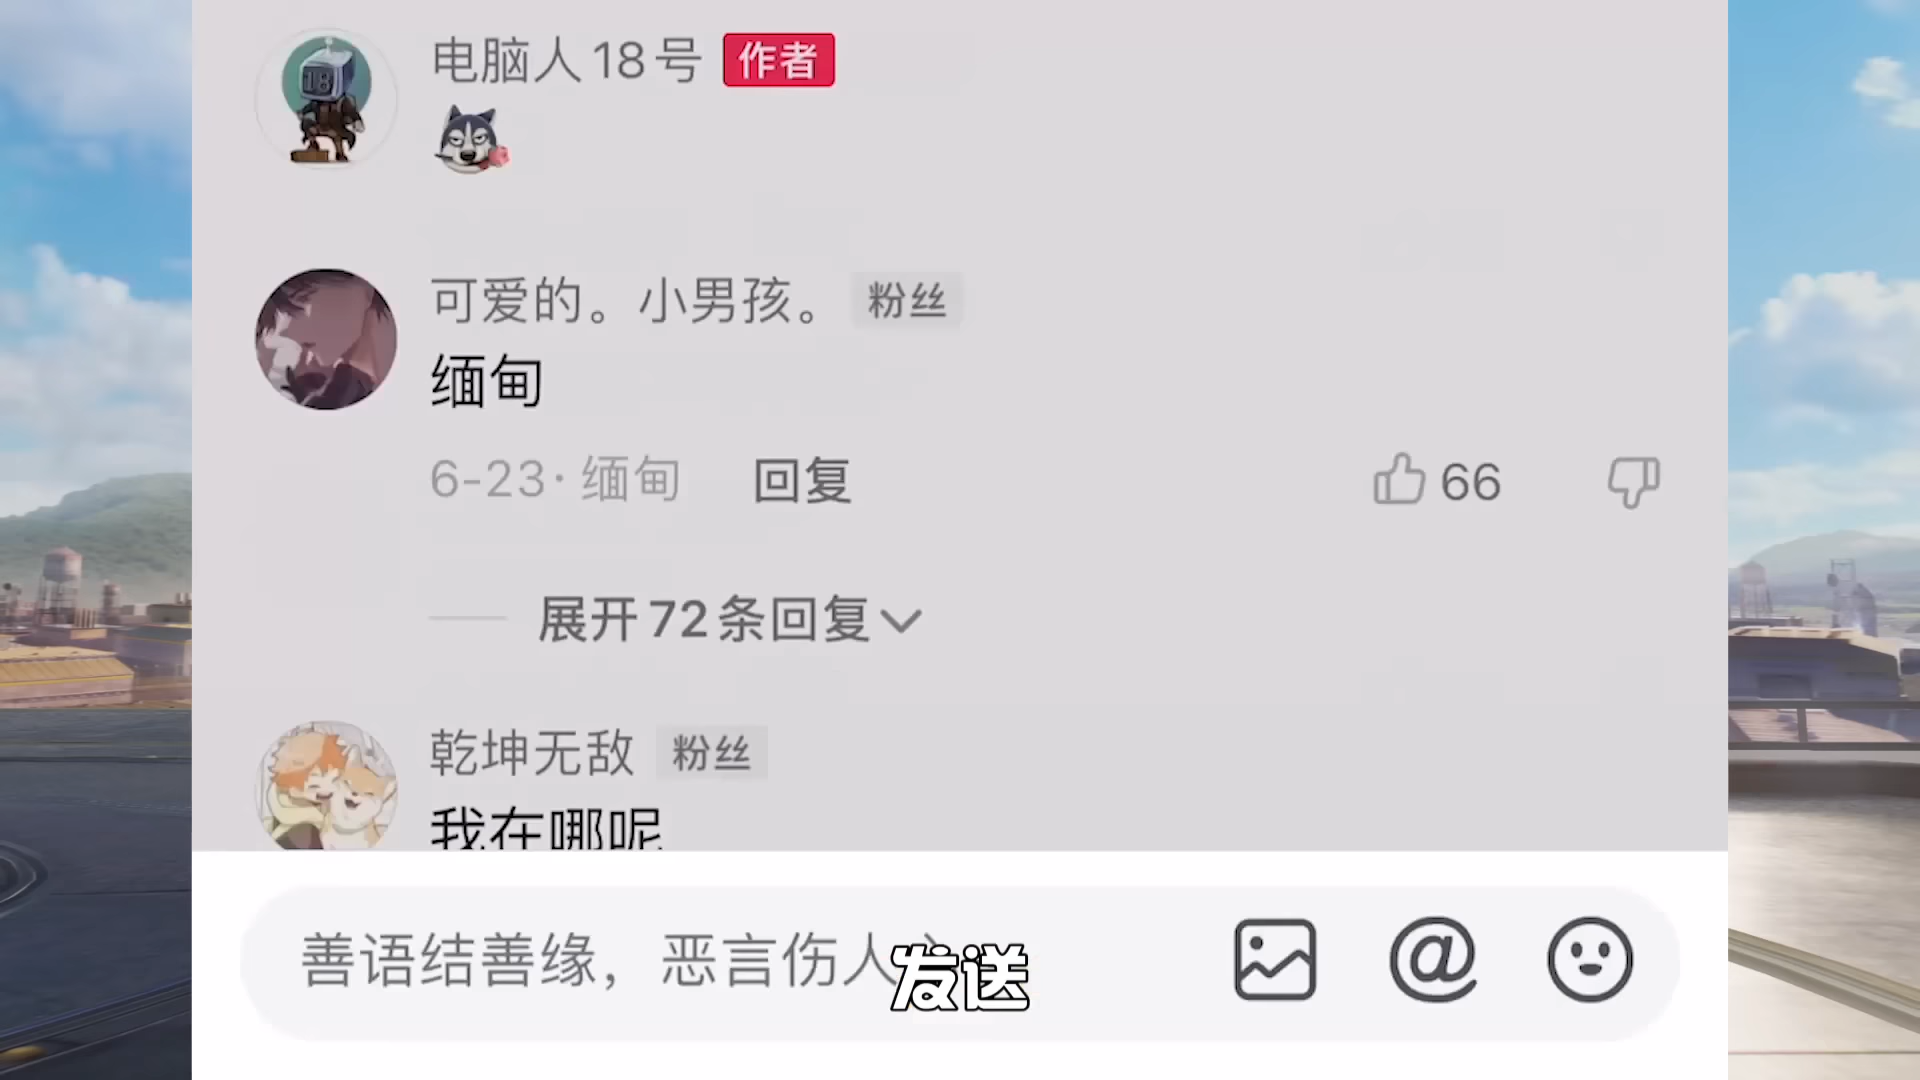 电脑人18号 作者
18
可爱的。小男孩。 粉丝
缅甸
6-23·缅甸 回复
66
展开72条回复
乾坤无敌 粉丝
我在哪呢
善语结善缘，恶言伤人
发送